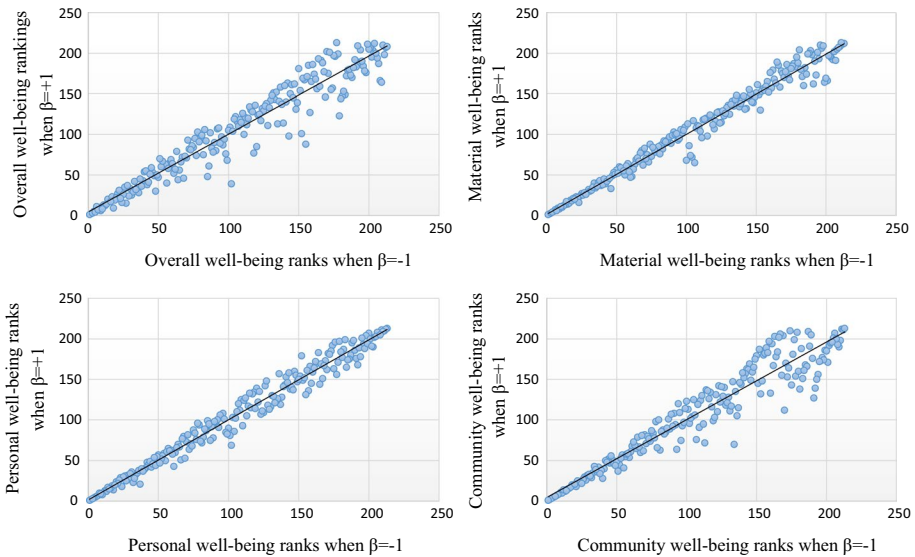 Overall well-being rankings
when β=+1
250
200
150
100
50
0
0 50 100 150 200 250
Overall well-being ranks when β=-1
Material well-being ranks
when β=+1
250
200
150
100
50
0
0 50 100 150 200 250
Material well-being ranks when β=-1
Personal well-being ranks
when β=+1
250
200
150
100
50
0
0 50 100 150 200 250
Personal well-being ranks when β=-1
Community well-being ranks
when β=+1
250
200
150
100
50
0
0 50 100 150 200 250
Community well-being ranks when β=-1